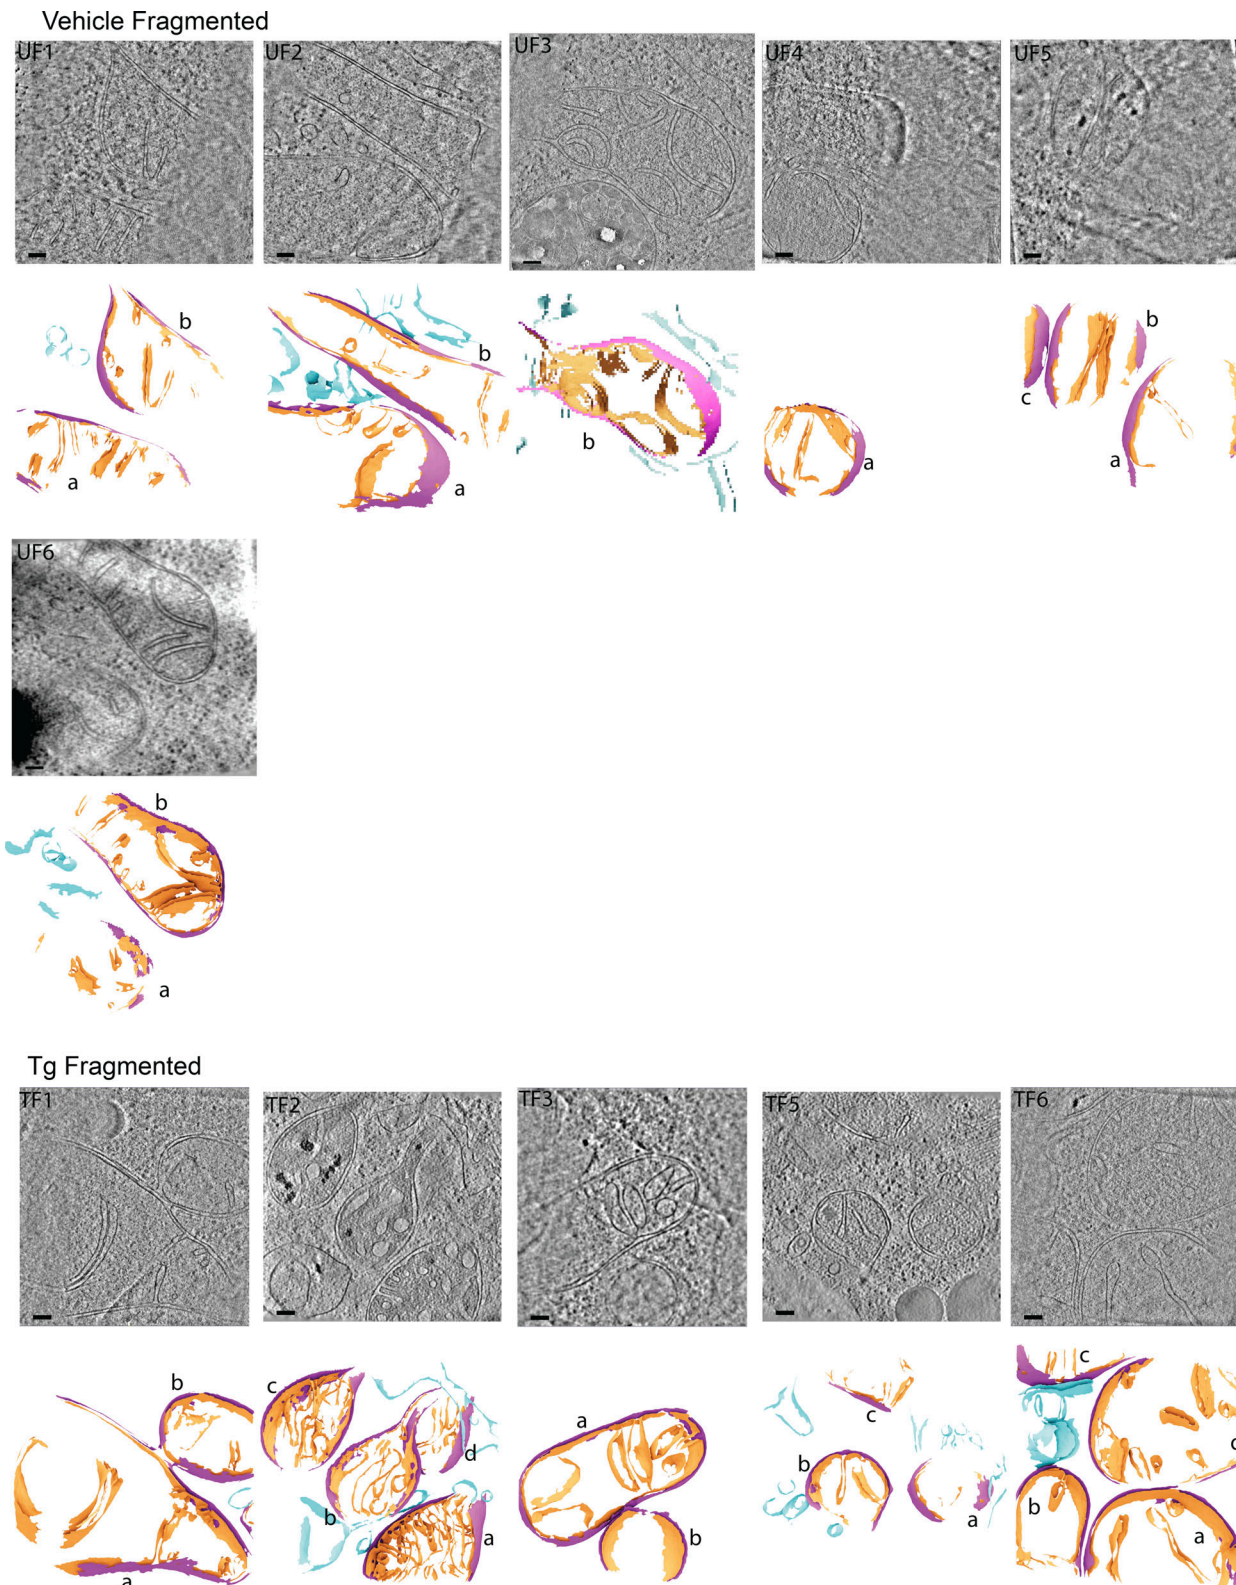 Vehicle Fragmented
UF1 UF2 UF3 UF4 UF5
b b b a b c a
a a
UF6
b
a
Tg Fragmented
TF1 TF2 TF3 TF5 TF6
b c a c c
d b d
b a b a b a
a